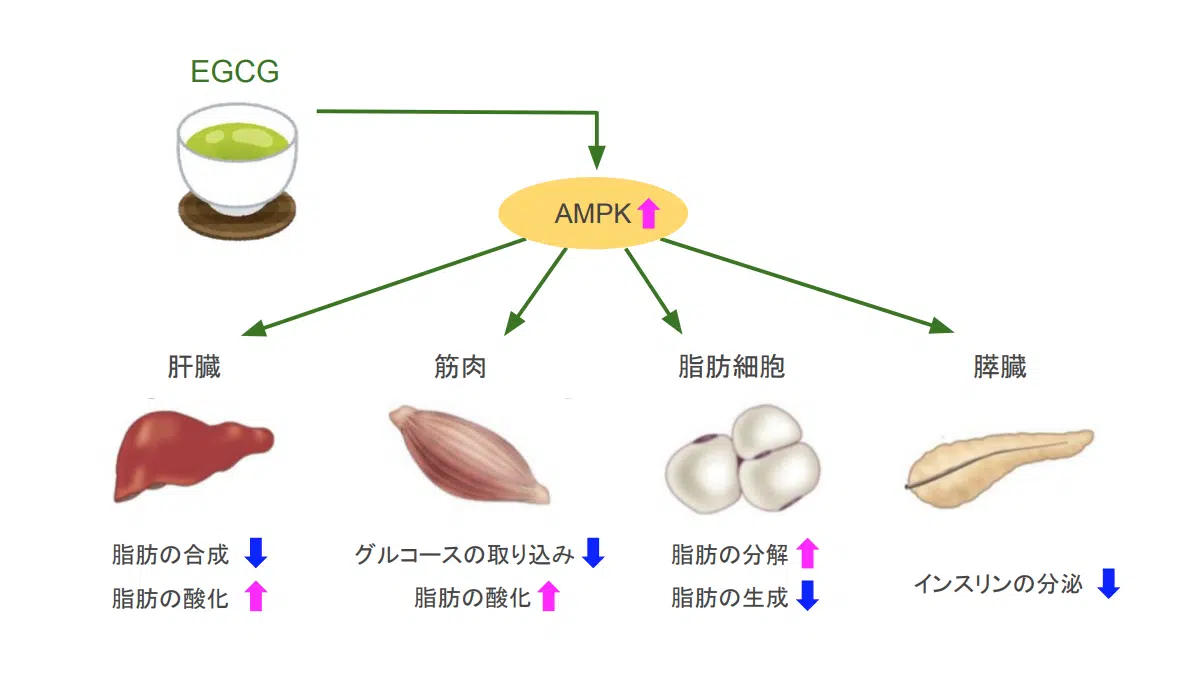 EGCG
AMPK
肝臓
筋肉
脂肪細胞
膵臓
脂肪の合成
脂肪の酸化
グルコースの取り込み
脂肪の酸化
脂肪の分解
脂肪の生成
インスリンの分泌